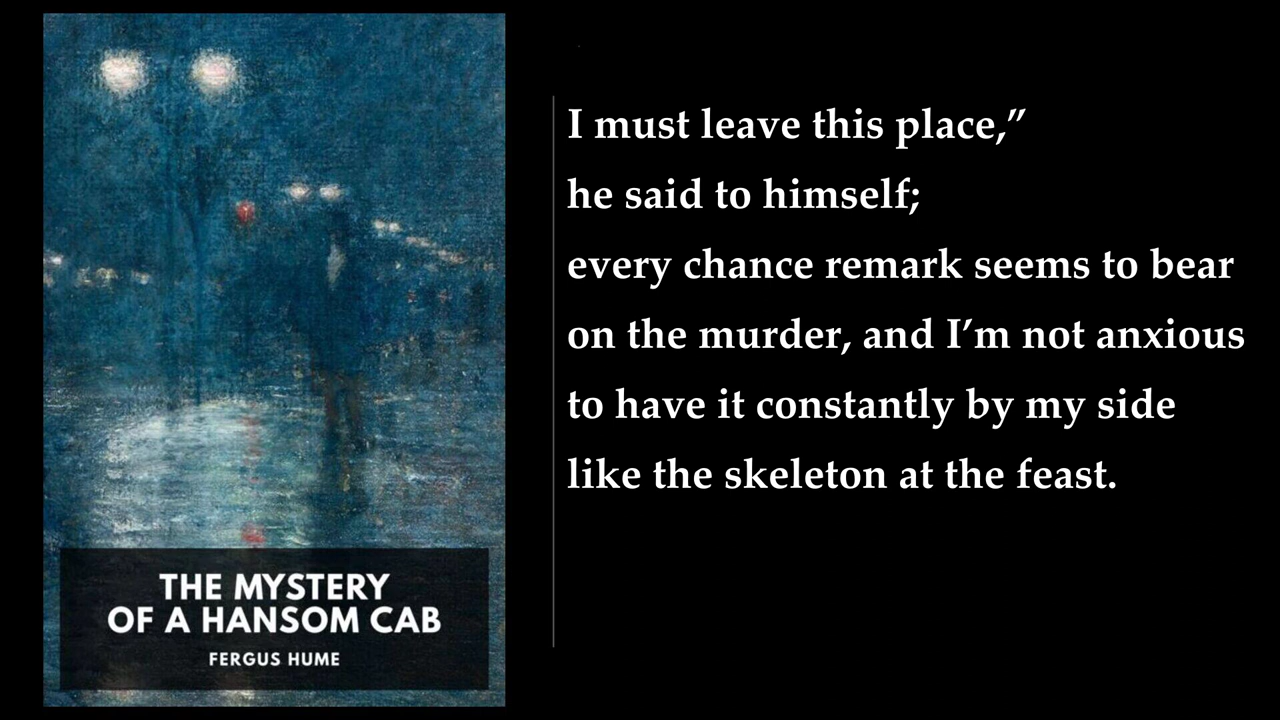 I must leave this place,”
he said to himself;
every chance remark seems to bear
on the murder, and I’m not anxious
to have it constantly by my side
like the skeleton at the feast.
THE MYSTERY
OF A HANSOM CAB
FERGUS HUME